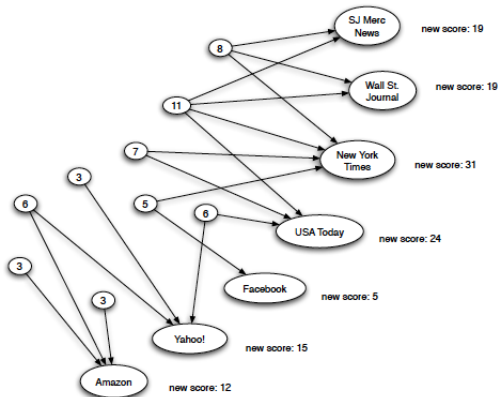 SJ Merc
News
new score: 19
8
Wall St.
Journal
new score: 19
11
7
New York
Times
new score: 31
3
5
6
6
USA Today
new score: 24
3
Facebook
new score: 5
3
Yahoo!
new score: 15
Amazon
new score: 12